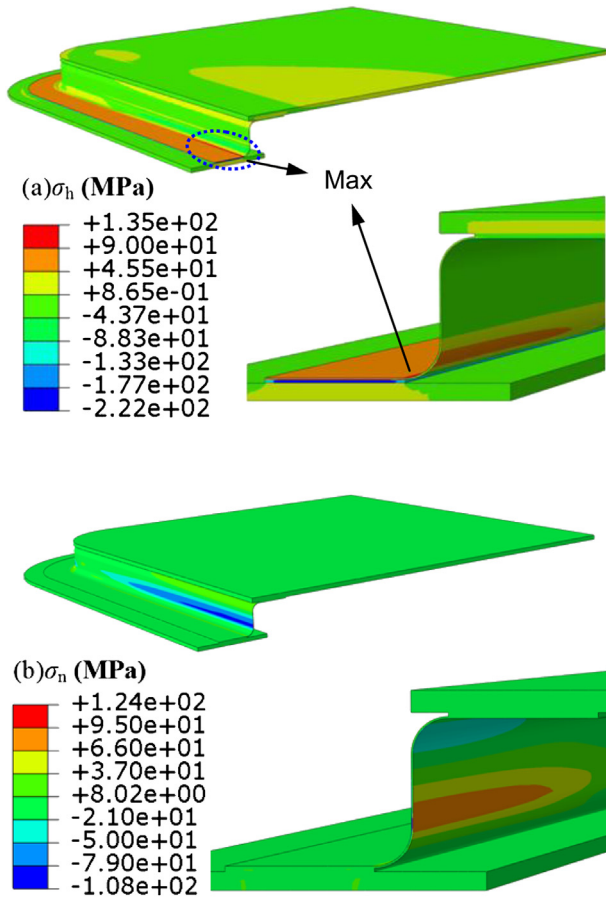 Max
(a)σh (MPa)
+1.35e+02
+9.00e+01
+4.55e+01
+8.65e-01
-4.37e+01
-8.83e+01
-1.33e+02
-1.77e+02
-2.22e+02
(b)σn (MPa)
+1.24e+02
+9.50e+01
+6.60e+01
+3.70e+01
+8.02e+00
-2.10e+01
-5.00e+01
-7.90e+01
-1.08e+02